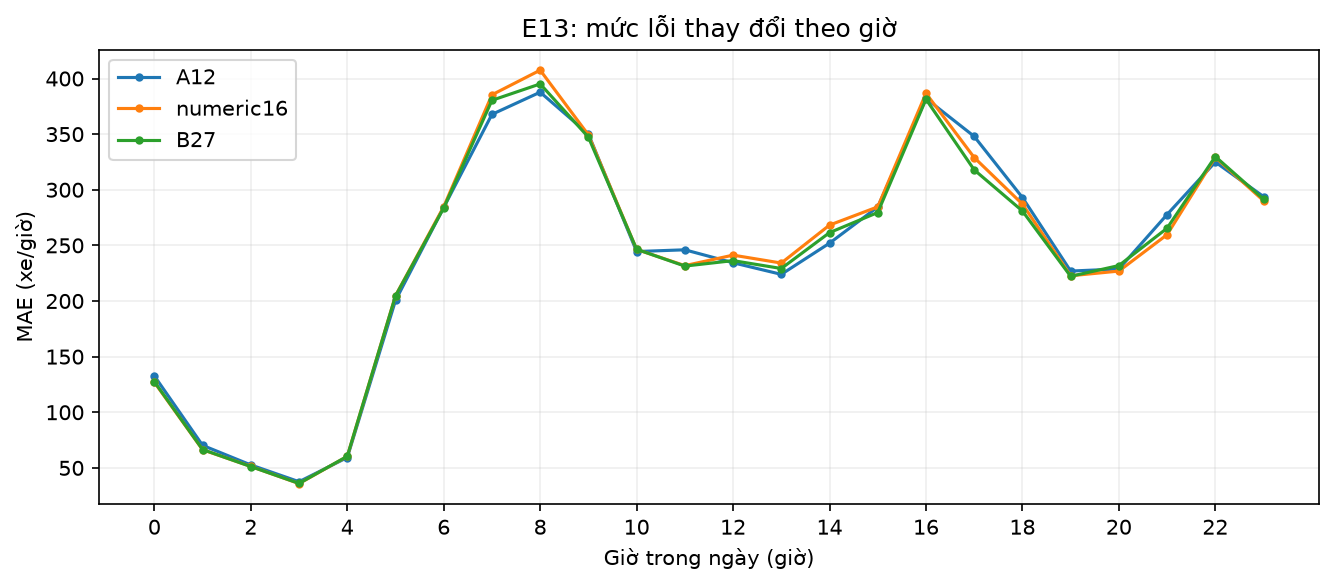 E13: mức lỗi thay đổi theo giờ
A12
numeric16
B27
MAE (xe/giờ)
400
350
300
250
200
150
100
50
0 2 4 6 8 10 12 14 16 18 20 22
Giờ trong ngày (giờ)